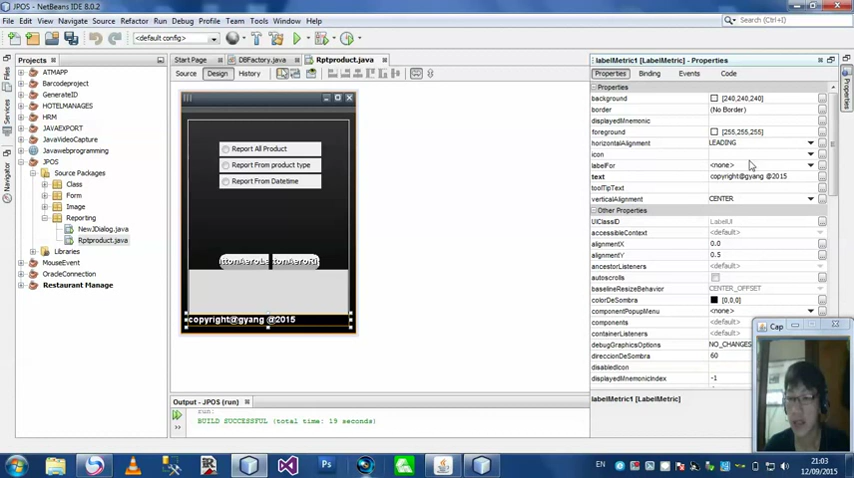 JPOS - NetBeans IDE 8.0.2
File Edit View Navigate Source Refactor Run Debug Profile Team Tools Window Help
Search (Ctrl+I)
<default config>
Files
Services
Navigator
Projects
ATMAPP
Barcodeproject
GenerateID
HOTELMANAGES
HRM
JAVAEXPORT
JavaVideoCapture
Javawebprogramming
JPOS
Source Packages
Class
Form
Image
Reporting
NewJDialog.java
Rptproduct.java
Libraries
MouseEvent
OracleConnection
Restaurant Manage
Start Page DBFactory.java Rptproduct.java
Source Design History
Report All Product
Report From product type
Report From Datetime
ttonAeroLe ttonAeroRi
copyright@gyang @2015
Output - JPOS (run)
run:
BUILD SUCCESSFUL (total time: 19 seconds)
labelMetric1 [LabelMetric] - Properties
Properties Binding Events Code
Properties
background [240,240,240]
border (No Border)
displayedMnemonic
foreground [255,255,255]
horizontalAlignment LEADING
icon
labelFor <none>
text copyright@gyang @2015
toolTipText
verticalAlignment CENTER
Other Properties
UIClassID LabelUI
accessibleContext <default>
alignmentX 0.0
alignmentY 0.5
ancestorListeners <default>
autoscrolls
baselineResizeBehavior CENTER_OFFSET
colorDeSombra [0,0,0]
componentPopupMenu <none>
components <default>
containerListeners <default>
debugGraphicsOptions NO_CHANGES
direccionDeSombra 60
disabledIcon
displayedMnemonicIndex -1
labelMetric1 [LabelMetric]
Properties
Cap
Ps
EN
21:03
12/09/2015